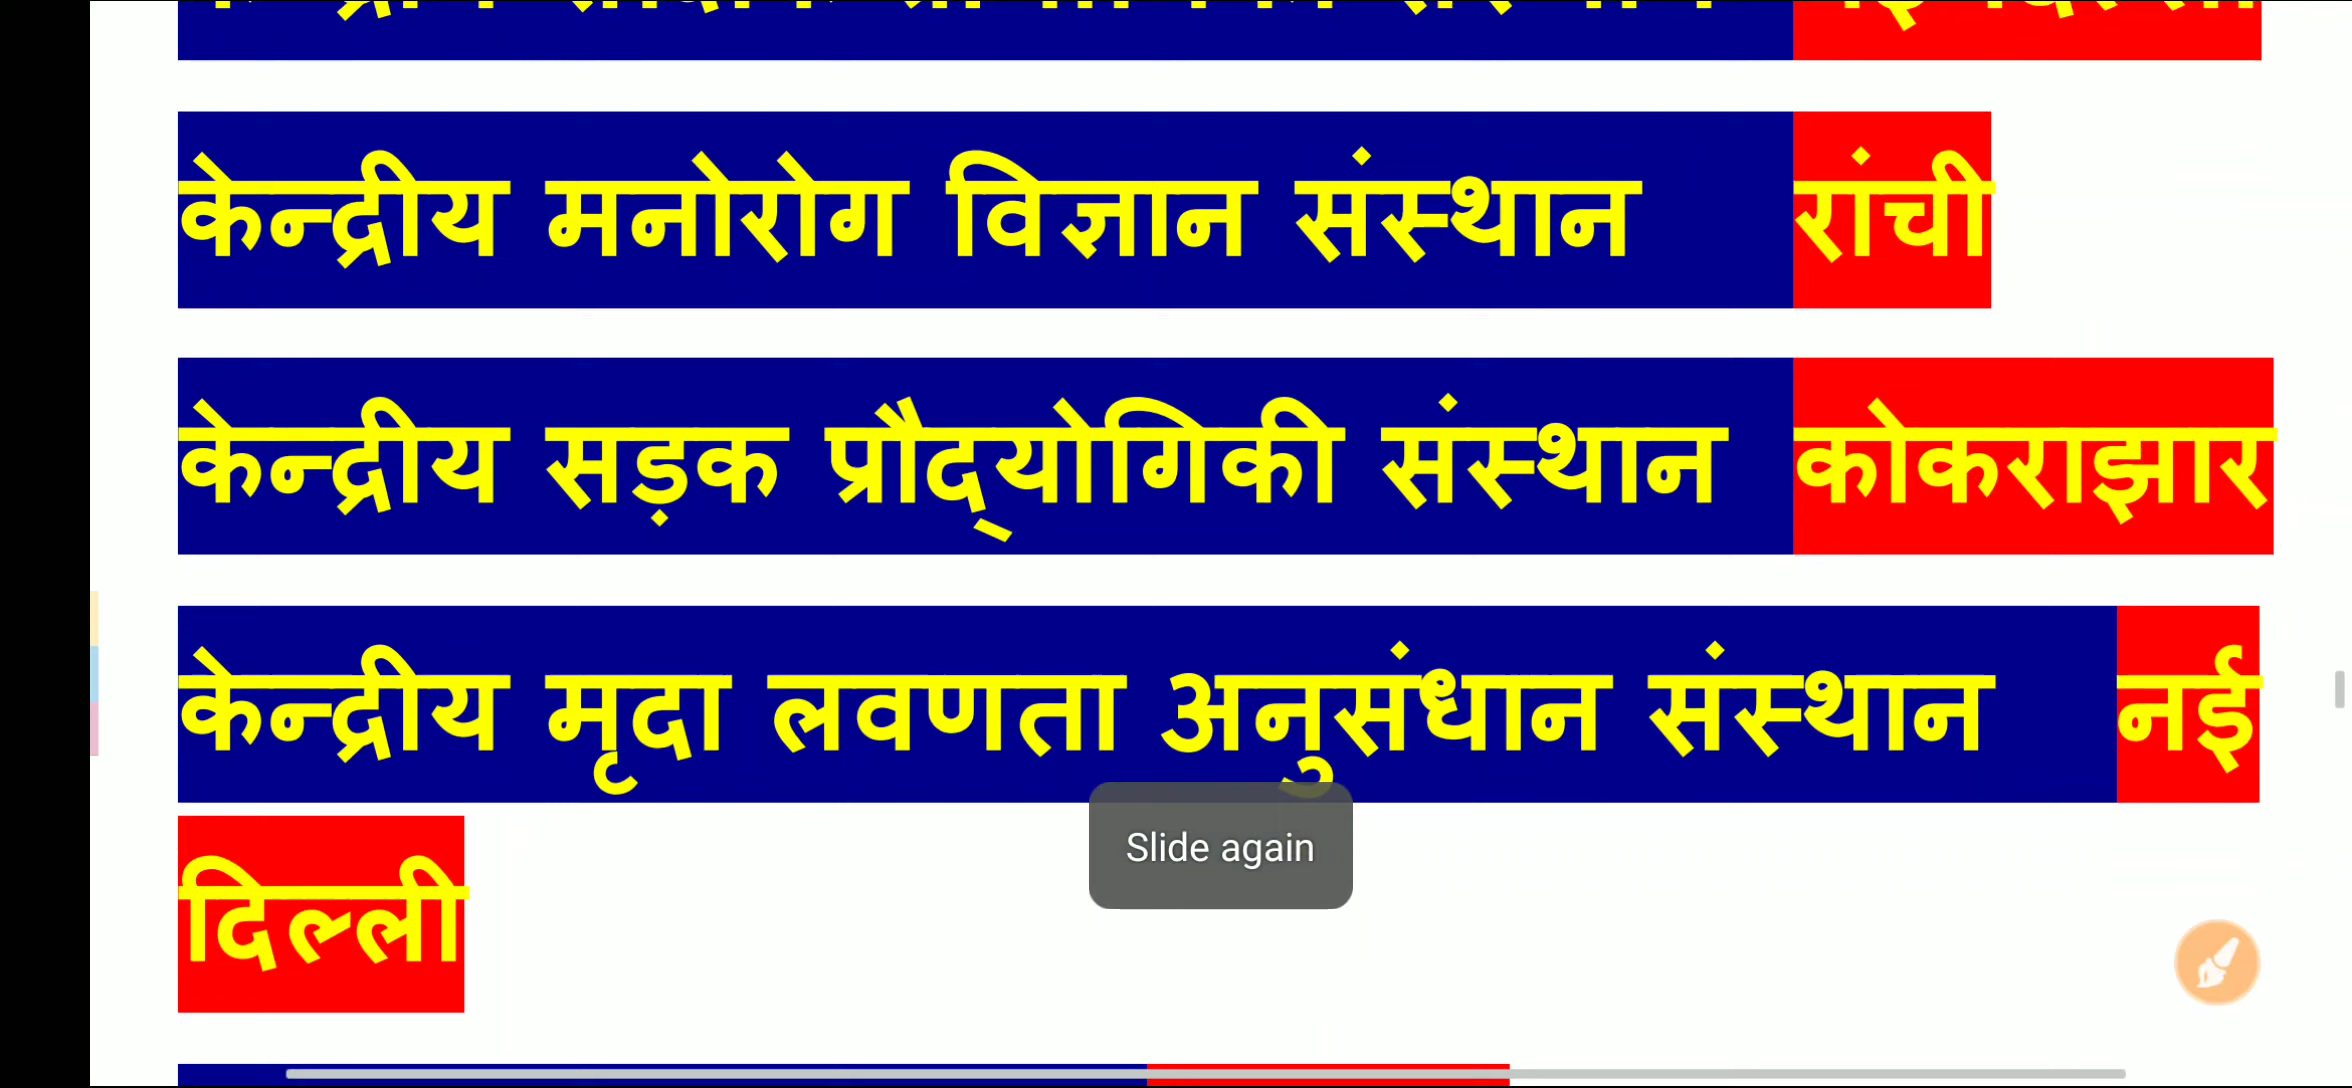 केन्द्रीय मनोरोग विज्ञान संस्थान रांची
केन्द्रीय सड़क प्रौद्‌योगिकी संस्थान कोकराझार
केन्द्रीय मृदा लवणता अनुसंधान संस्थान नई
दिल्ली
Slide again